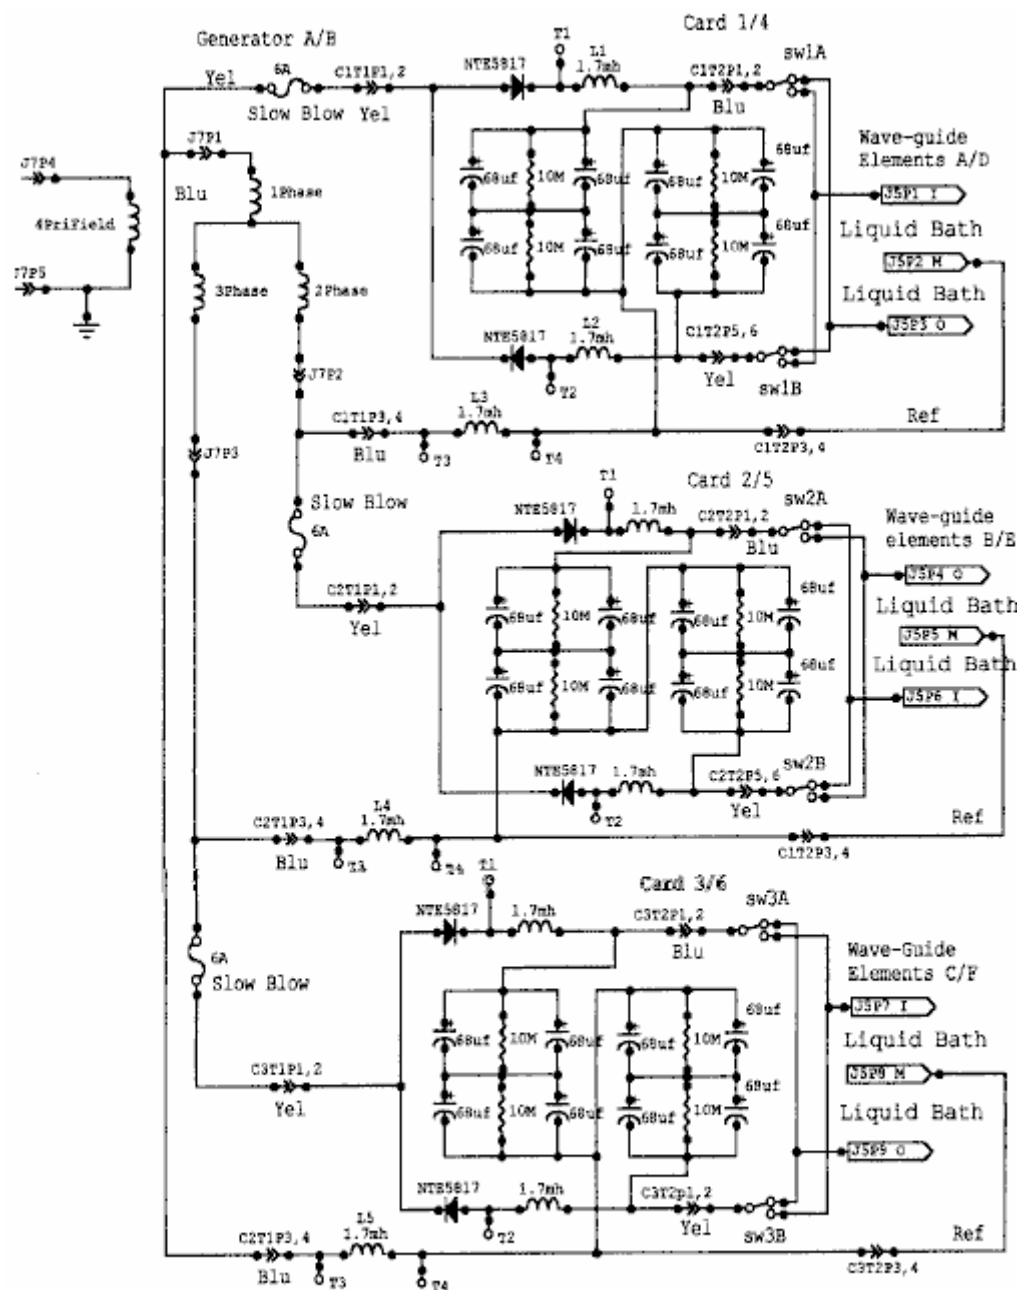 Card 1/4
Generator A/B
T1
L1
sw1A
6A
C1T1P1,2
NTE5817
1.7mh
C1T2P1,2
Yel
Slow Blow
Yel
Blu
J7P1
68uf
Wave-guide
Elements A/D
J7P4
Blu
1Phase
68uf
10M
68uf
68uf
10M
J5P1 I
4PriField
68uf
Liquid Bath
68uf
10M
68uf
68uf
10M
J5P2 M
J7P5
3Phase
2Phase
Liquid Bath
NTE5817
L2
1.7mh
C1T2P5,6
J5P3 O
J7P2
T2
Yel
sw1B
L3
1.7mh
C1T1P3,4
Ref
J7P3
Blu
T3
T4
C1T2P3,4
Card 2/5
Slow Blow
T1
sw2A
6A
NTE5817
1.7mh
C2T2P1,2
Wave-guide
elements B/E
Blu
C2T1P1,2
68uf
J5P4 O
Yel
68uf
10M
68uf
68uf
10M
Liquid Bath
J5P5 M
68uf
Liquid Bath
68uf
10M
68uf
68uf
10M
J5P6 I
NTE5817
1.7mh
C2T2P5,6
sw2B
T2
Yel
L4
1.7mh
C2T1P3,4
Ref
Blu
T4
C1T2P3,4
T1
Card 3/6
sw3A
NTE5817
1.7mh
C3T2P1,2
6A
Slow Blow
Blu
Wave-Guide
Elements C/F
68uf
J5P7 I
68uf
10M
68uf
68uf
10M
Liquid Bath
C3T1P1,2
J5P8 M
Yel
68uf
68uf
10M
68uf
68uf
10M
Liquid Bath
J5P9 O
NTE5817
1.7mh
C3T2p1,2
T2
Yel
sw3B
L5
1.7mh
C2T1P3,4
Ref
Blu
T3
T4
C3T2P3,4